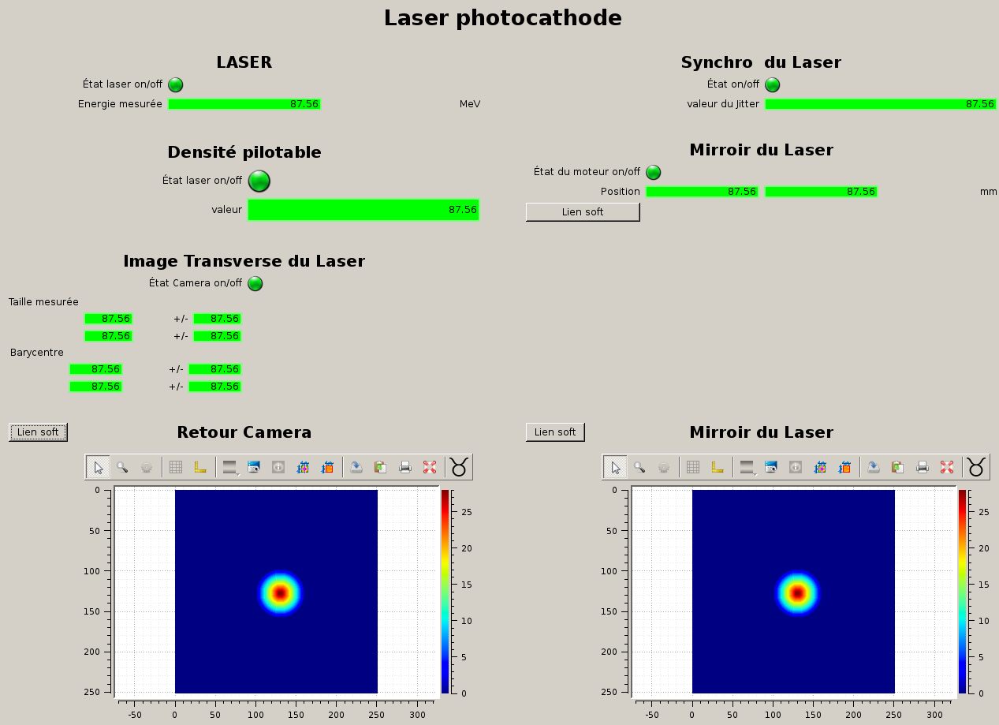 Laser photocathode
LASER
État laser on/off
Energie mesurée 87.56 MeV
Synchro  du Laser
État on/off
valeur du Jitter 87.56
Densité pilotable
État laser on/off
valeur 87.56
Mirroir du Laser
État du moteur on/off
Position 87.56 87.56 mm
Lien soft
Image Transverse du Laser
État Camera on/off
Taille mesurée
87.56 +/- 87.56
87.56 +/- 87.56
Barycentre
87.56 +/- 87.56
87.56 +/- 87.56
Lien soft Retour Camera
0
50
100
150
200
250
-50 0 50 100 150 200 250 300
25
20
15
10
5
0
Lien soft Mirroir du Laser
0
50
100
150
200
250
-50 0 50 100 150 200 250 300
25
20
15
10
5
0